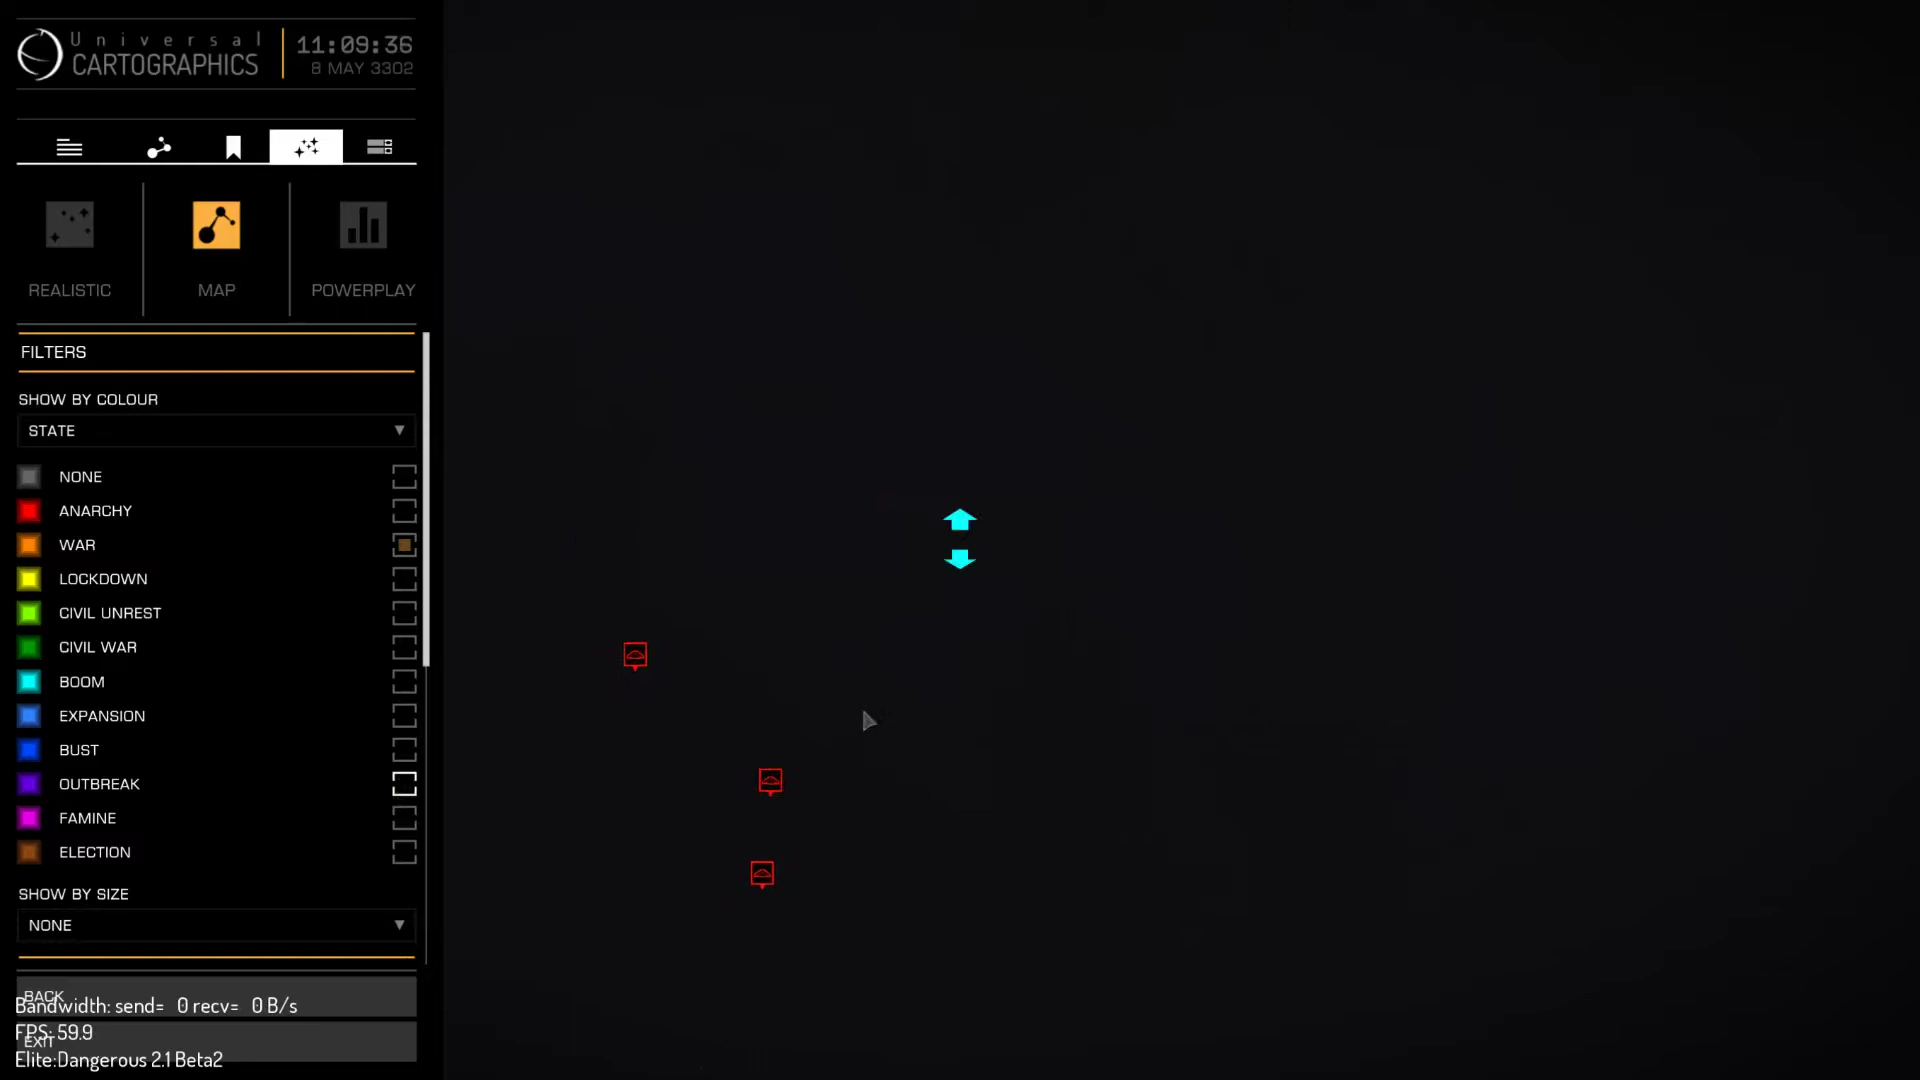 Universal
CARTOGRAPHICS
11:09:36
8 MAY 3302
REALISTIC
MAP
POWERPLAY
FILTERS
SHOW BY COLOUR
STATE
NONE
ANARCHY
WAR
LOCKDOWN
CIVIL UNREST
CIVIL WAR
BOOM
EXPANSION
BUST
OUTBREAK
FAMINE
ELECTION
SHOW BY SIZE
NONE
BACK
Bandwidth: send= 0 recv= 0 B/s
FPS: 59.9
EXIT
Elite:Dangerous 2.1 Beta2